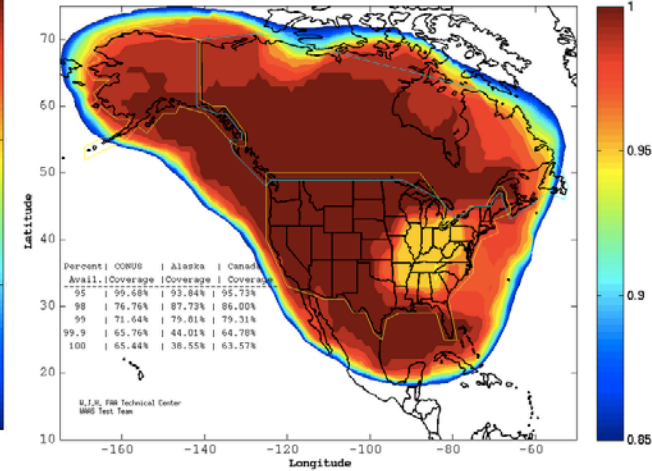 70
60
50
40
30
20
10
Latitude
-160
-140
-120
-100
-80
-60
Longitude
Percent| CONUS | Alaska | Canada
Avail.|Coverage |Coverage | Coverage
95 | 99.68% | 93.84% | 95.73%
98 | 76.76% | 87.73% | 86.00%
99 | 71.64% | 79.81% | 79.31%
99.9 | 65.76% | 44.01% | 64.78%
100 | 65.44% | 38.55% | 63.57%
W.J.H. FAA Technical Center
WAAS Test Team
1
0.95
0.9
0.85